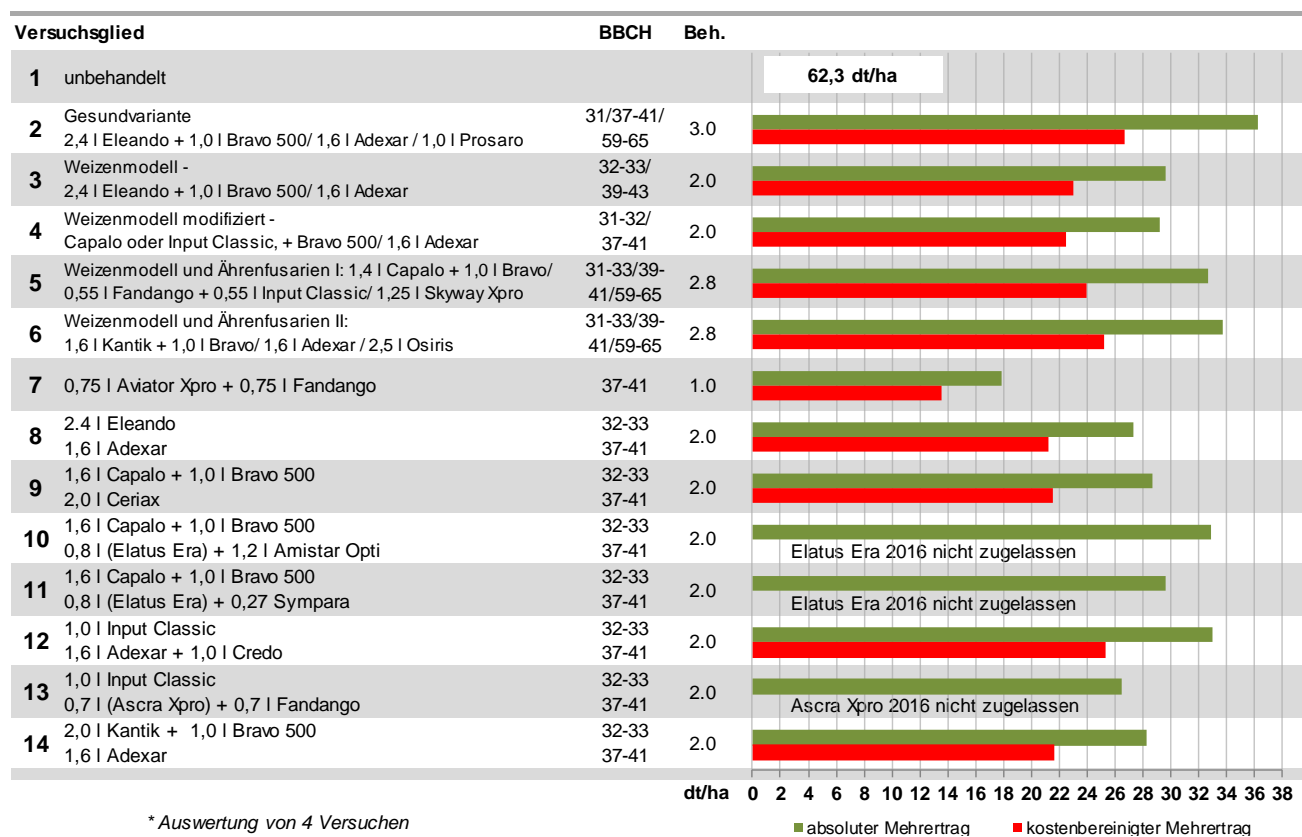 Versuchsglied BBCH Beh.
1 unbehandelt 62,3 dt/ha
Gesundvariante 31/37-41/
2 3.0
2,4 l Eleando + 1,0 l Bravo 500/ 1,6 l Adexar / 1,0 l Prosaro 59-65
Weizenmodell - 32-33/
3 2.0
2,4 l Eleando + 1,0 l Bravo 500/ 1,6 l Adexar 39-43
Weizenmodell modifiziert - 31-32/
4 2.0
Capalo oder Input Classic, + Bravo 500/ 1,6 l Adexar 37-41
Weizenmodell und Ährenfusarien I: 1,4 l Capalo + 1,0 l Bravo/ 31-33/39-
5 2.8
0,55 l Fandango + 0,55 l Input Classic/ 1,25 l Skyway Xpro 41/59-65
Weizenmodell und Ährenfusarien II: 31-33/39-
6 2.8
1,6 l Kantik + 1,0 l Bravo/ 1,6 l Adexar / 2,5 l Osiris 41/59-65
7 0,75 l Aviator Xpro + 0,75 l Fandango 37-41 1.0
2.4 l Eleando 32-33
8 2.0
1,6 l Adexar 37-41
1,6 l Capalo + 1,0 l Bravo 500 32-33
9 2.0
2,0 l Ceriax 37-41
1,6 l Capalo + 1,0 l Bravo 500 32-33
10 2.0
0,8 l (Elatus Era) + 1,2 l Amistar Opti 37-41 Elatus Era 2016 nicht zugelassen
1,6 l Capalo + 1,0 l Bravo 500 32-33
11 2.0
0,8 l (Elatus Era) + 0,27 Sympara 37-41 Elatus Era 2016 nicht zugelassen
1,0 l Input Classic 32-33
12 2.0
1,6 l Adexar + 1,0 l Credo 37-41
1,0 l Input Classic 32-33
13 2.0
0,7 l (Ascra Xpro) + 0,7 l Fandango 37-41 Ascra Xpro 2016 nicht zugelassen
2,0 l Kantik + 1,0 l Bravo 500 32-33
14 2.0
1,6 l Adexar 37-41
dt/ha 0 2 4 6 8 10 12 14 16 18 20 22 24 26 28 30 32 34 36 38
* Auswertung von 4 Versuchen absoluter Mehrertrag kostenbereinigter Mehrertrag